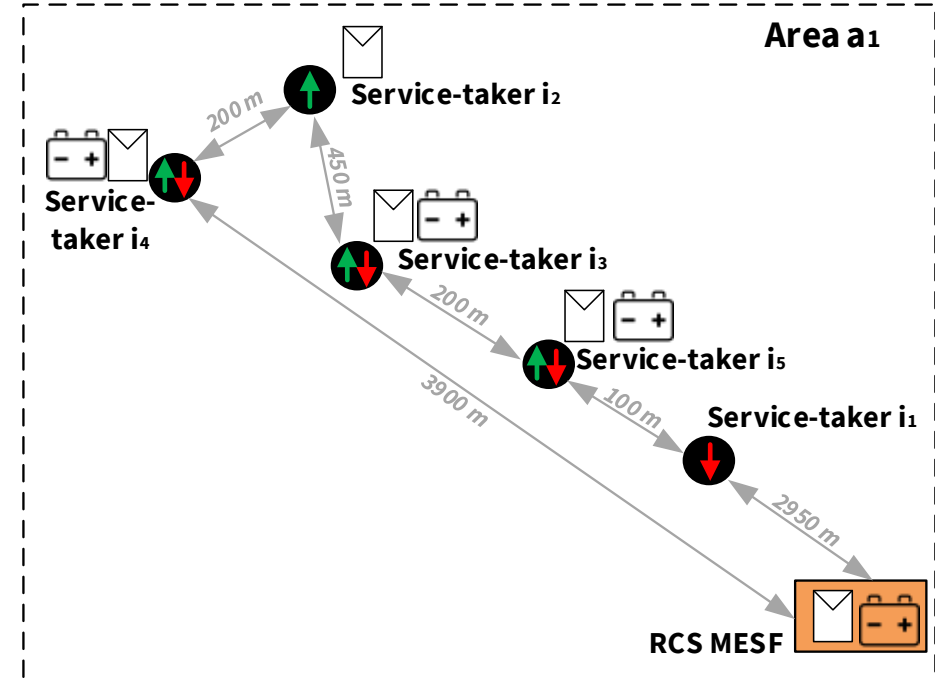 Area a1
Service-taker i2
200 m
450 m
Service-
taker i4
Service-taker i3
200 m
Service-taker i5
3900 m
100 m
Service-taker i1
2950 m
RCS MESF